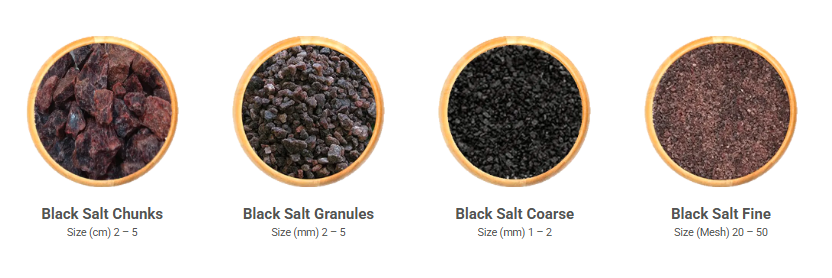 Black Salt Chunks
Size (cm) 2 – 5
Black Salt Granules
Size (mm) 2 – 5
Black Salt Coarse
Size (mm) 1 – 2
Black Salt Fine
Size (Mesh) 20 – 50